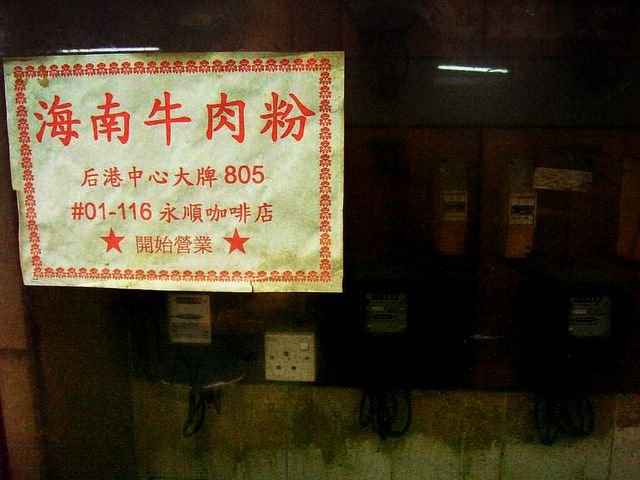 海南牛肉粉
后港中心大牌 805
#01-116 永順咖啡店
★ 開始營業 ★